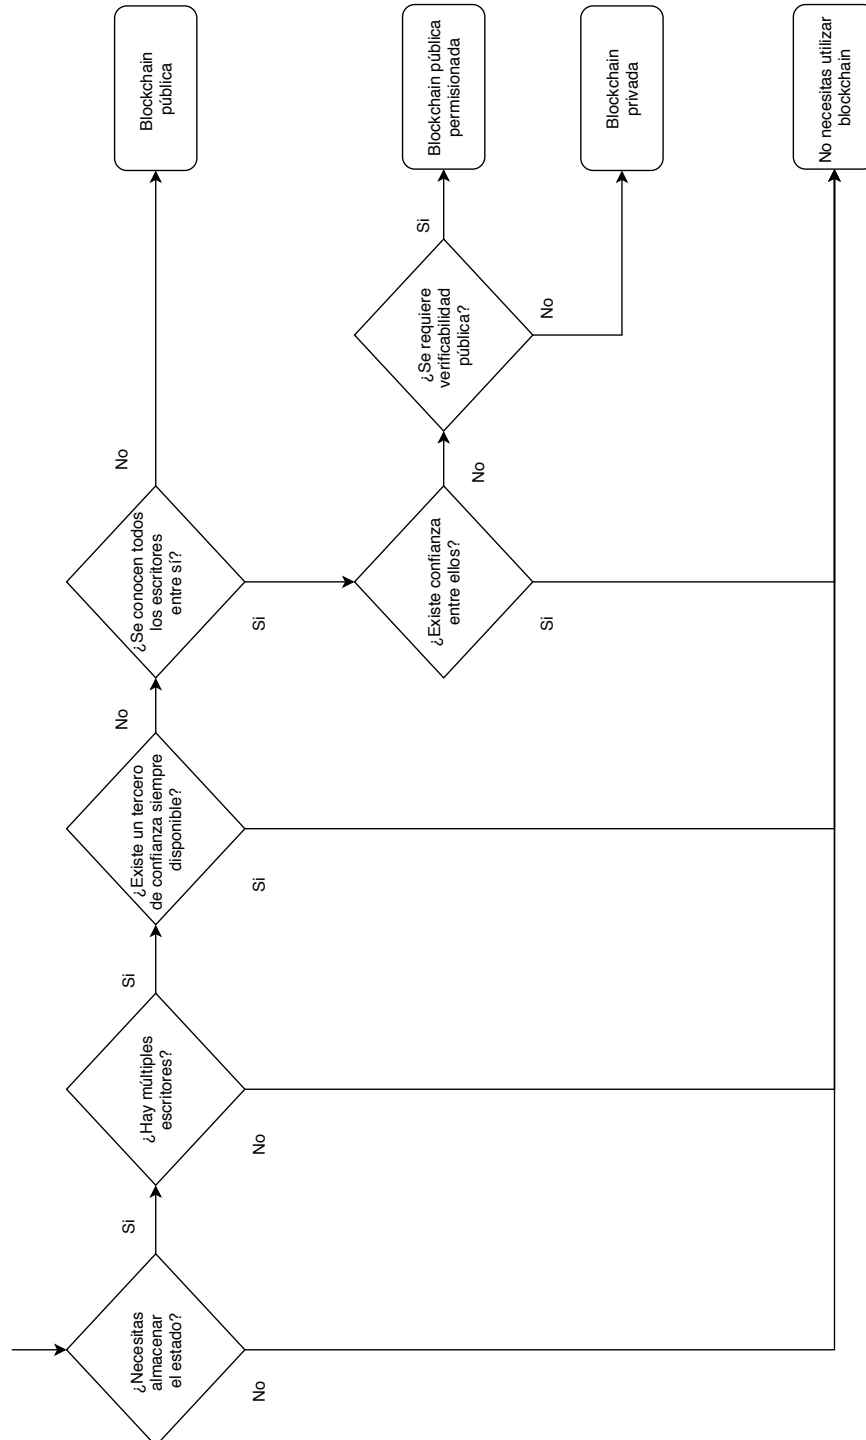 ¿Necesitas
almacenar
el estado?
Si
No
¿Hay múltiples
escritores?
Si
No
¿Existe un tercero
de confianza siempre
disponible?
No
Si
¿Se conocen todos
los escritores
entre sí?
No
Si
¿Existe confianza
entre ellos?
No
Si
¿Se requiere
verificabilidad
pública?
Si
No
Blockchain
pública
Blockchain pública
permisionada
Blockchain
privada
No necesitas utilizar
blockchain